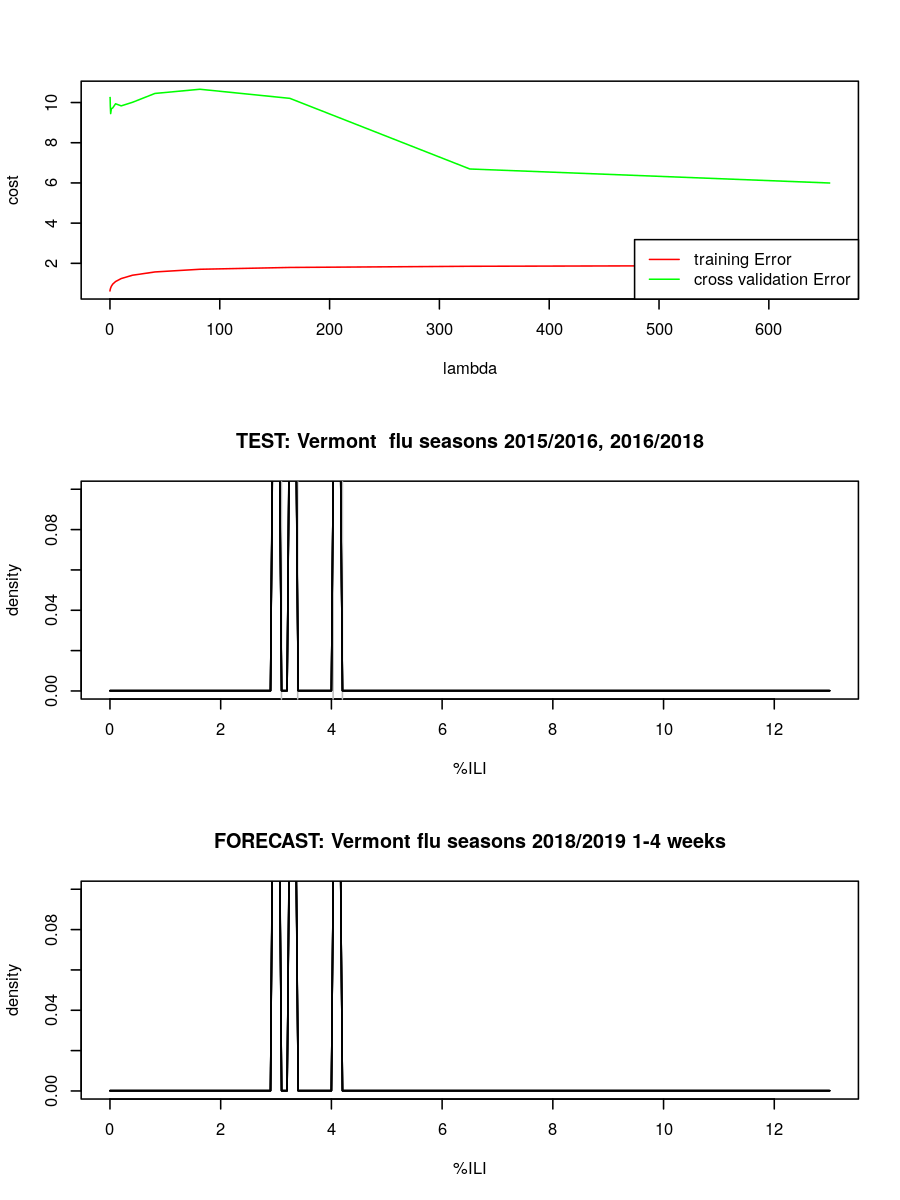 cost
10
8
6
4
2
training Error
cross validation Error
0 100 200 300 400 500 600
lambda
TEST: Vermont  flu seasons 2015/2016, 2016/2018
density
0.08
0.04
0.00
0 2 4 6 8 10 12
%ILI
FORECAST: Vermont flu seasons 2018/2019 1-4 weeks
density
0.08
0.04
0.00
0 2 4 6 8 10 12
%ILI